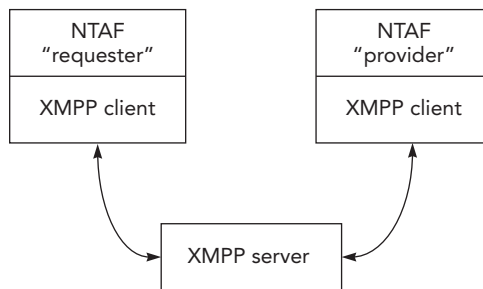 NTAF
“requester”
XMPP client
NTAF
“provider”
XMPP client
XMPP server